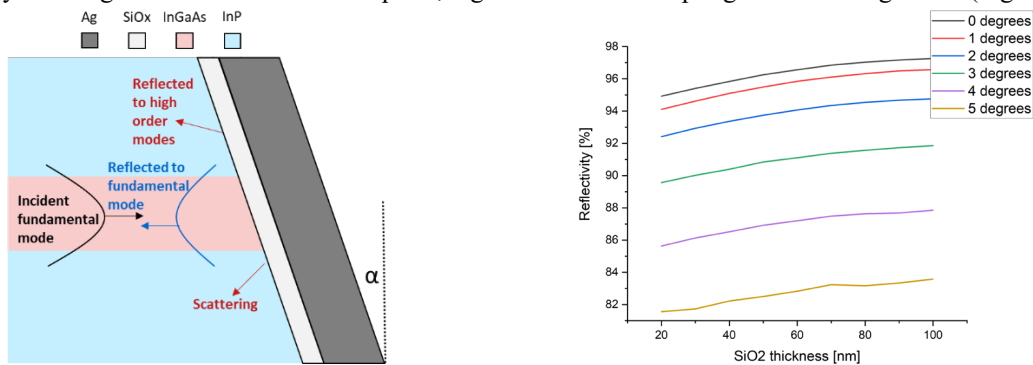 Ag SiOx InGaAs InP
Reflected
to high
order
modes
Reflected to
fundamental
mode
Incident
fundamental
mode
Scattering
α
0 degrees
1 degrees
2 degrees
3 degrees
4 degrees
5 degrees
98
96
94
92
90
88
86
84
82
Reflectivity [%]
20 40 60 80 100
SiO2 thickness [nm]